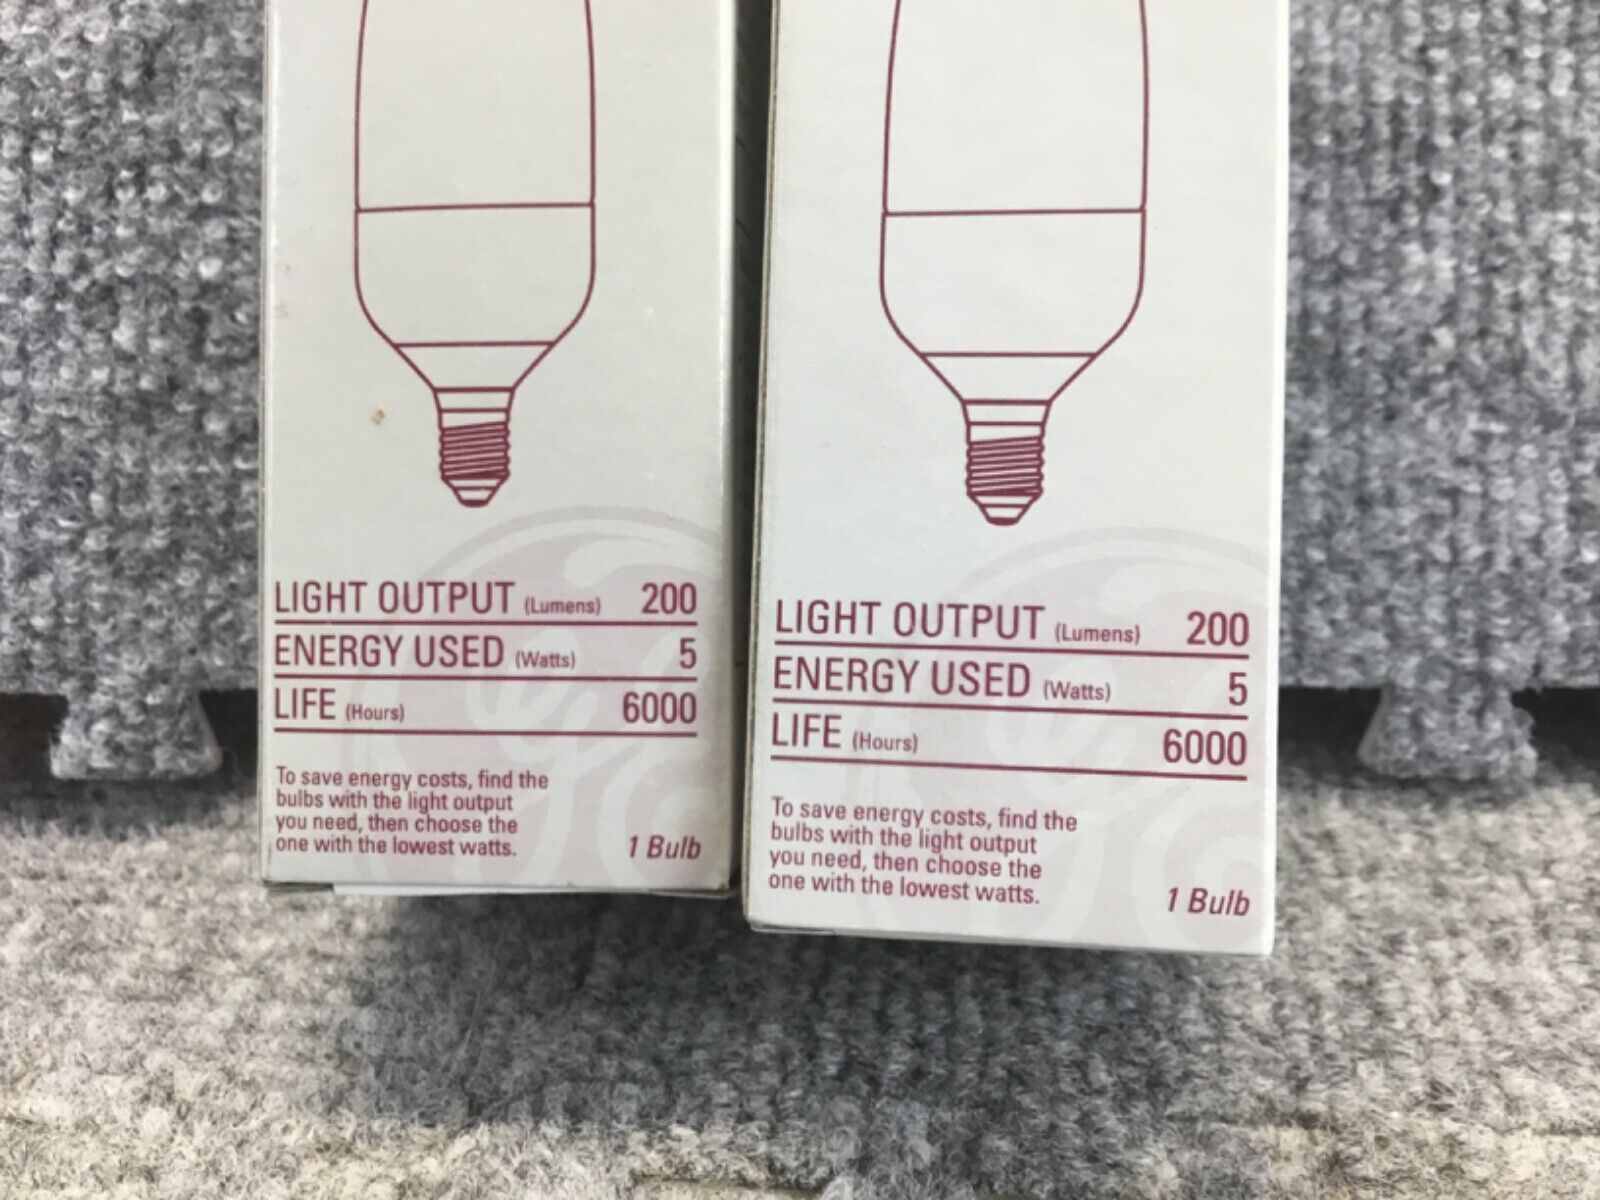 LIGHT OUTPUT (Lumens) 200
ENERGY USED (Watts) 5
LIFE (Hours) 6000
To save energy costs, find the
bulbs with the light output
you need, then choose the
one with the lowest watts.
1 Bulb
LIGHT OUTPUT (Lumens) 200
ENERGY USED (Watts) 5
LIFE (Hours) 6000
To save energy costs, find the
bulbs with the light output
you need, then choose the
one with the lowest watts.
1 Bulb